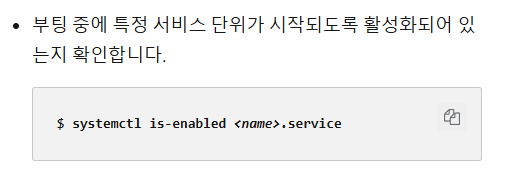 • 부팅 중에 특정 서비스 단위가 시작되도록 활성화되어 있
는지 확인합니다.
$ systemctl is-enabled <name>.service